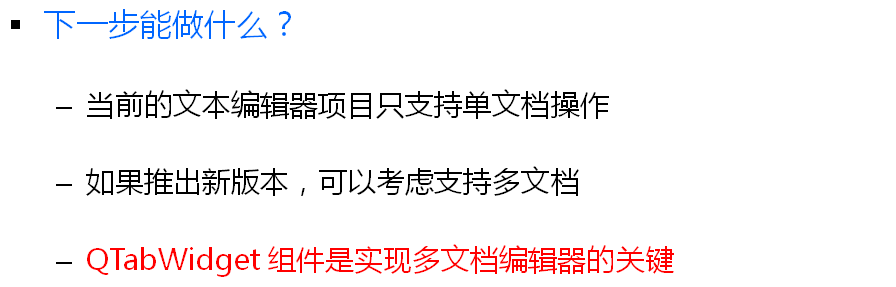 ▪ 下一步能做什么？
– 当前的文本编辑器项目只支持单文档操作
– 如果推出新版本，可以考虑支持多文档
– QTabWidget 组件是实现多文档编辑器的关键